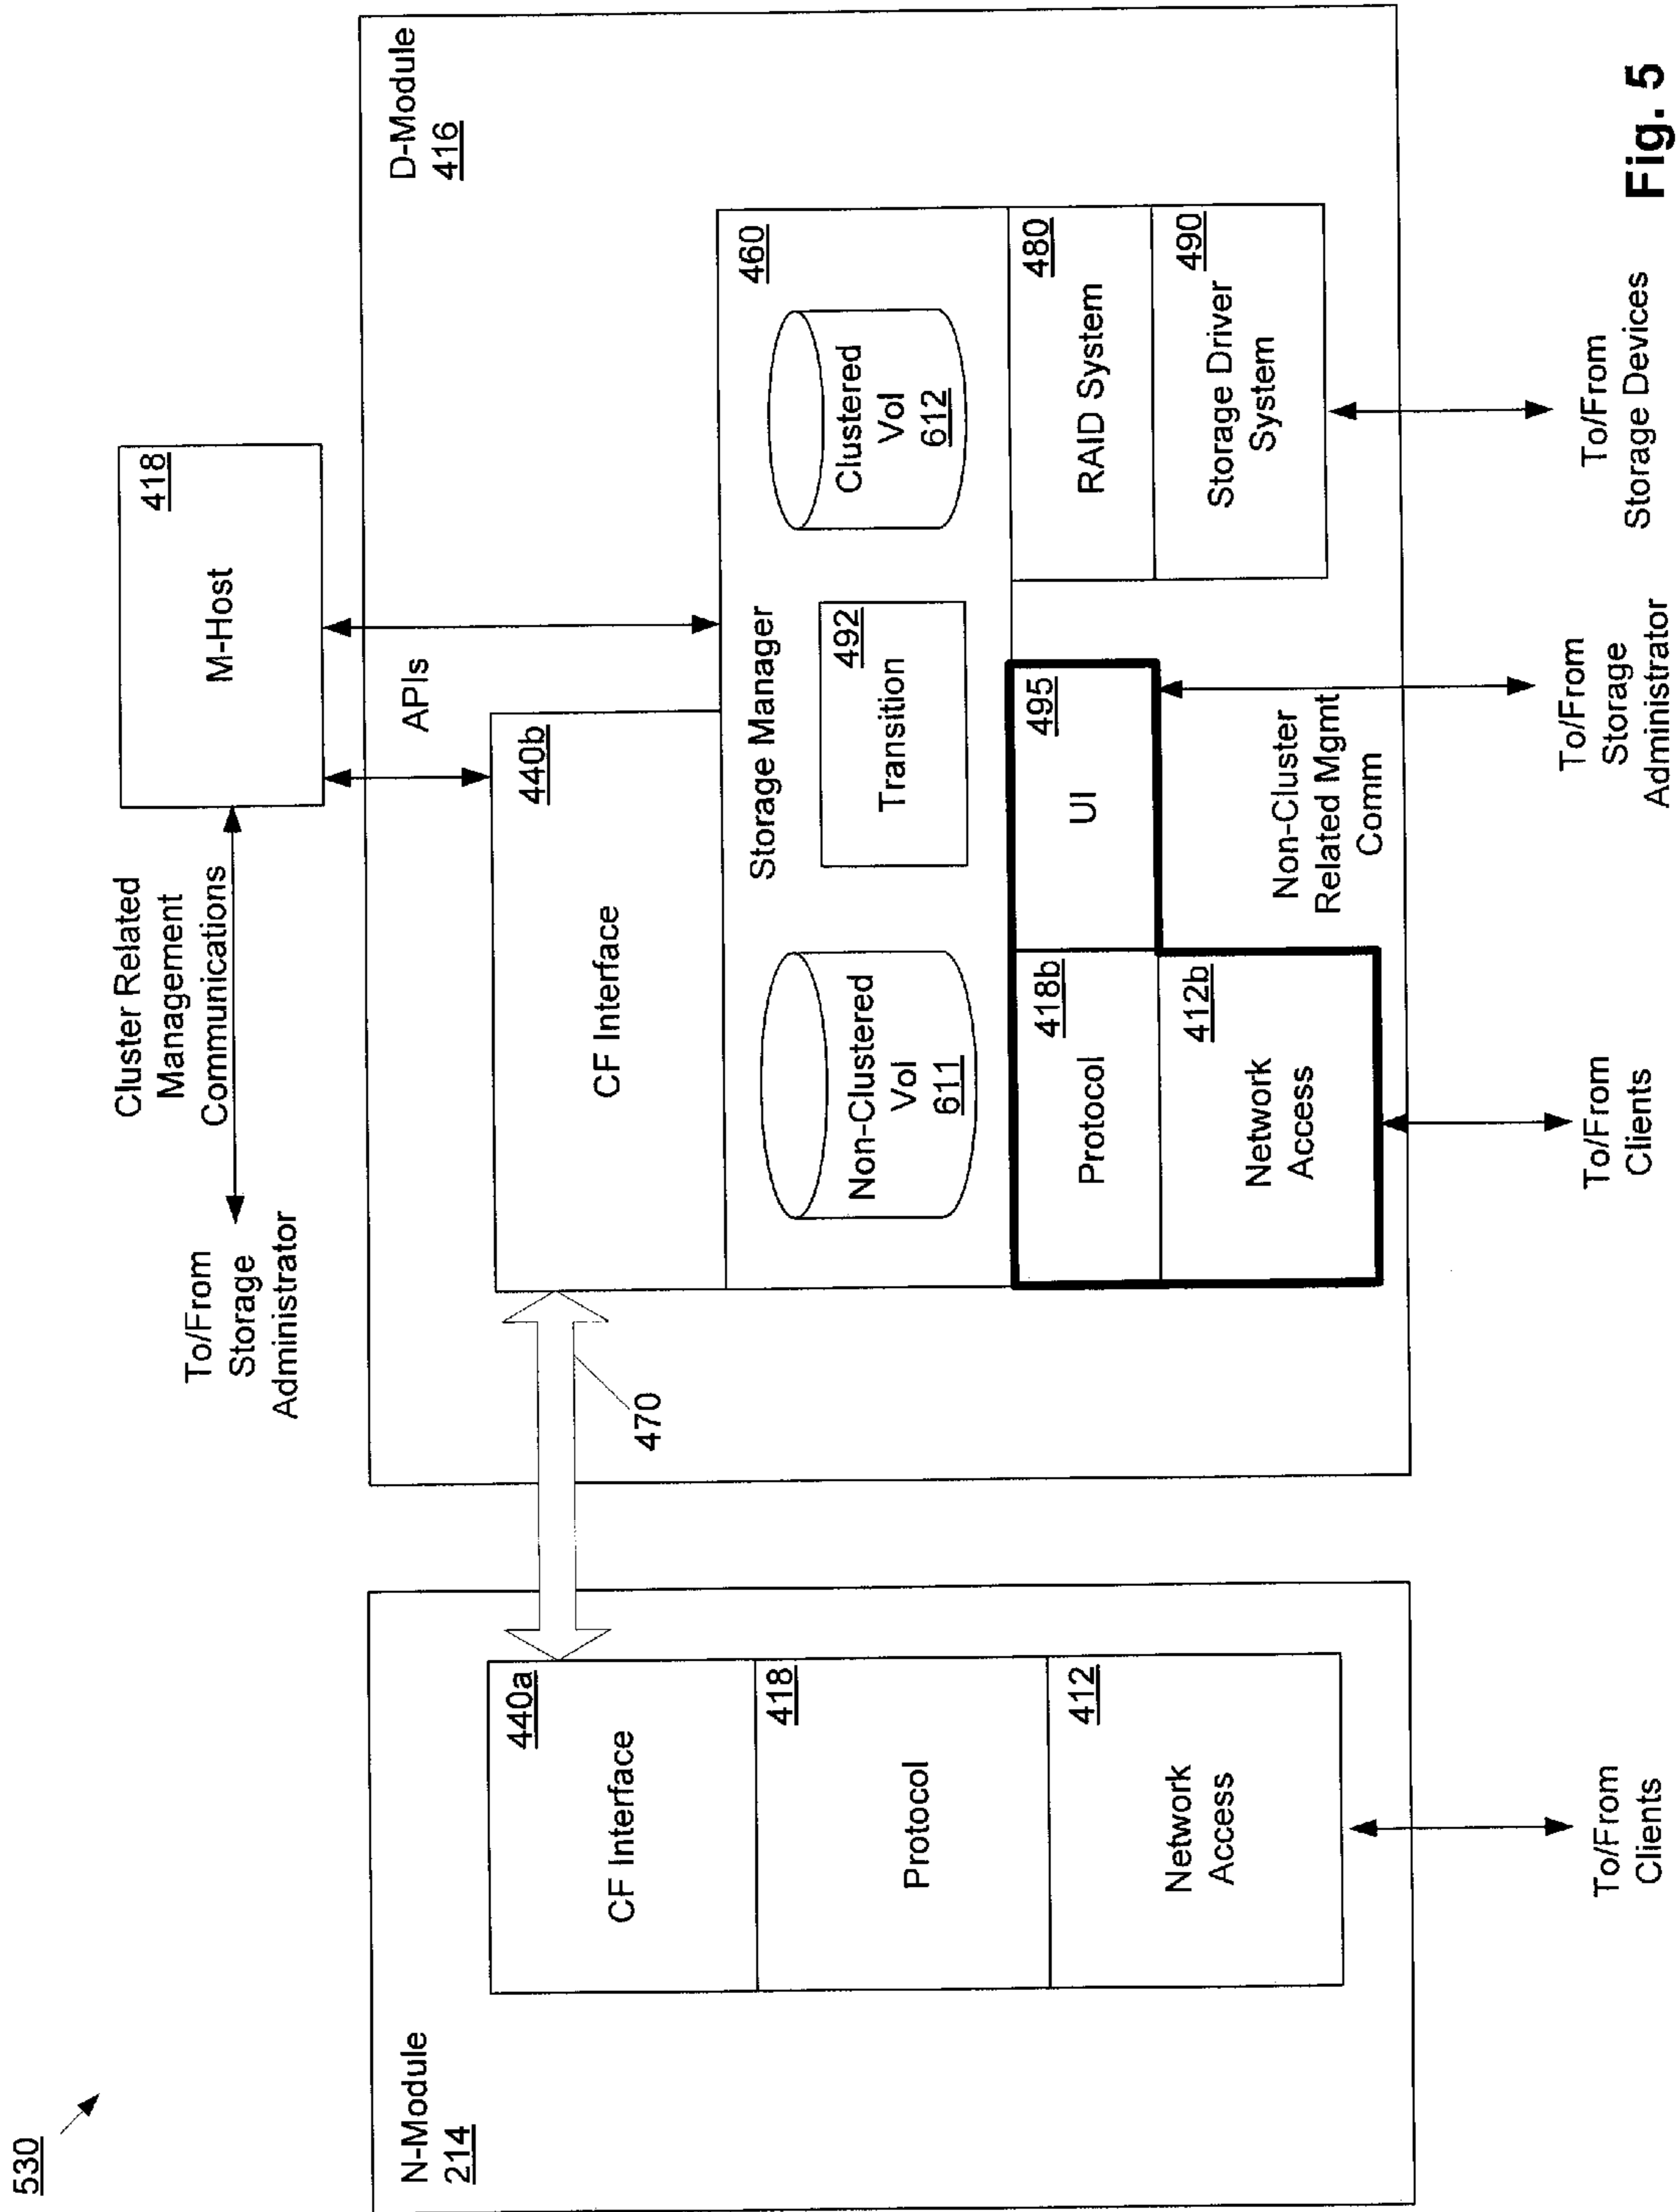 530
To/From
Storage
Administrator
Cluster Related
Management
Communications
M-Host
418
APIs
N-Module
214
CF Interface
440a
Protocol
418
Network
Access
412
To/From
Clients
470
D-Module
416
CF Interface
440b
Storage Manager
460
Non-Clustered
Vol
611
Transition
492
Clustered
Vol
612
Protocol
418b
UI
495
Network
Access
412b
RAID System
480
Storage Driver
System
490
Non-Cluster
Related Mgmt
Comm
To/From
Clients
To/From
Storage
Administrator
To/From
Storage Devices
Fig. 5